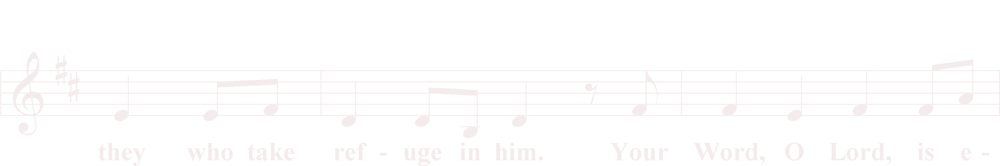 they who take ref - uge in him. Your Word, O Lord, is e -